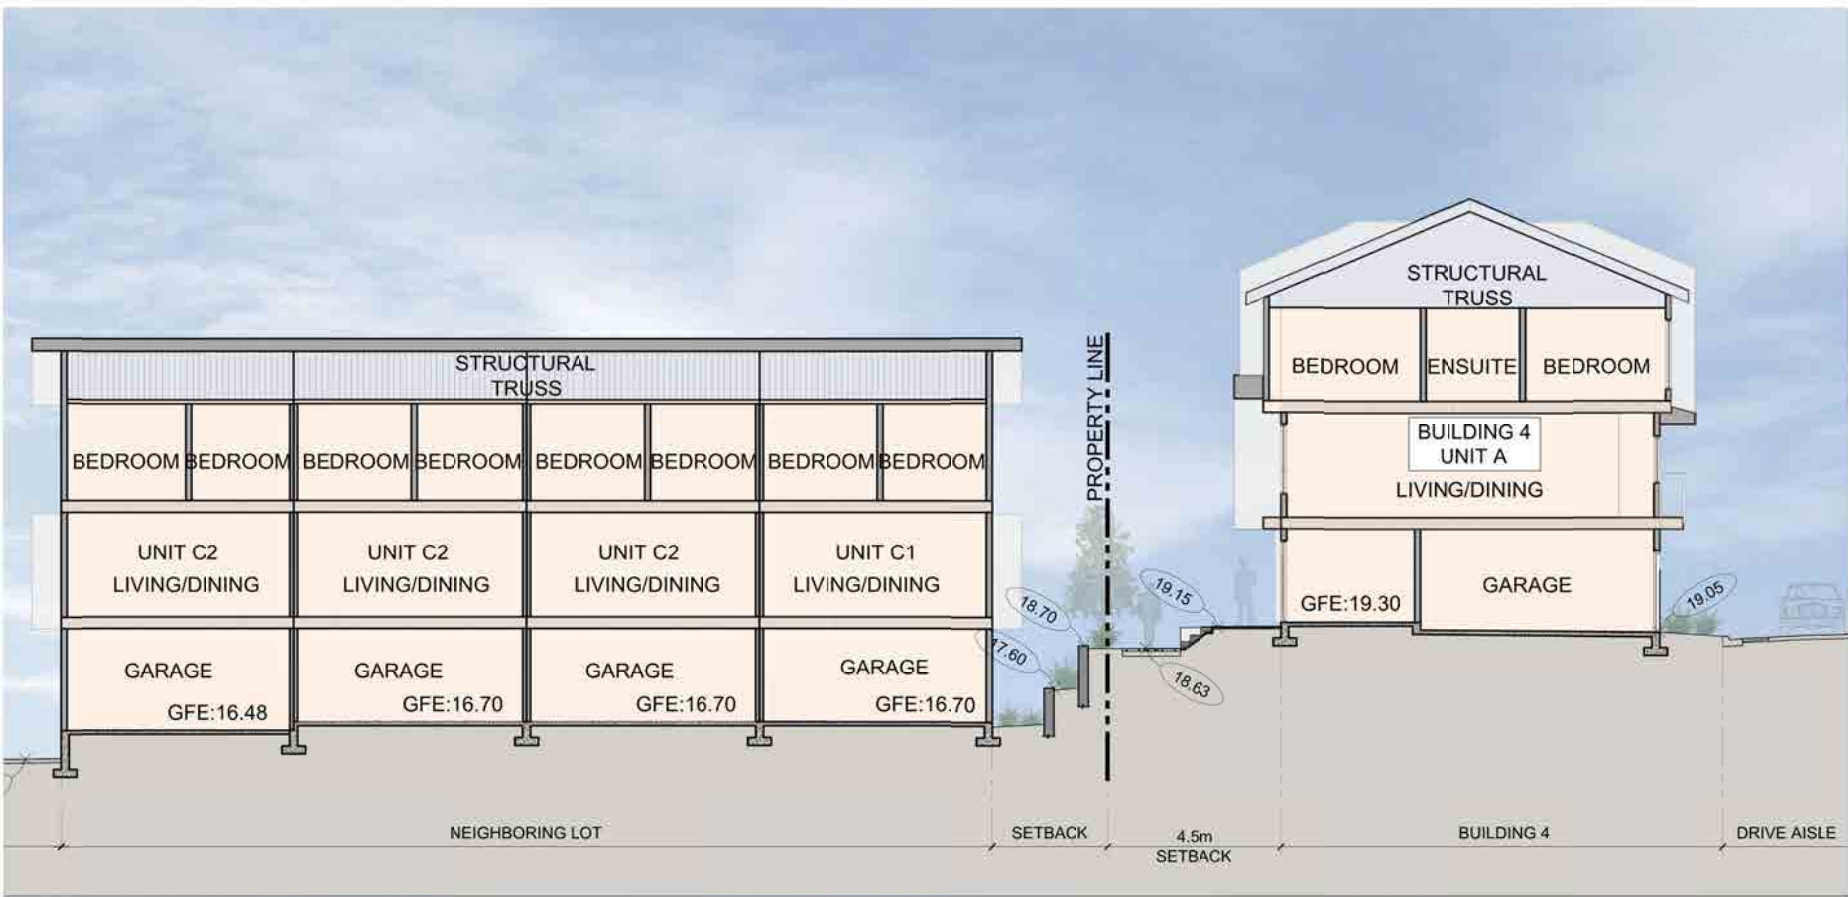 STRUCTURAL
TRUSS
BEDROOM BEDROOM BEDROOM BEDROOM BEDROOM BEDROOM BEDROOM BEDROOM
UNIT C2
LIVING/DINING
UNIT C2
LIVING/DINING
UNIT C2
LIVING/DINING
UNIT C1
LIVING/DINING
GARAGE
GFE:16.48
GARAGE
GFE:16.70
GARAGE
GFE:16.70
GARAGE
GFE:16.70
17.60
18.70
PROPERTY LINE
19.15
18.63
STRUCTURAL
TRUSS
BEDROOM ENSUITE BEDROOM
BUILDING 4
UNIT A
LIVING/DINING
GFE:19.30
GARAGE
19.05
NEIGHBORING LOT
SETBACK
4.5m
SETBACK
BUILDING 4
DRIVE AISLE